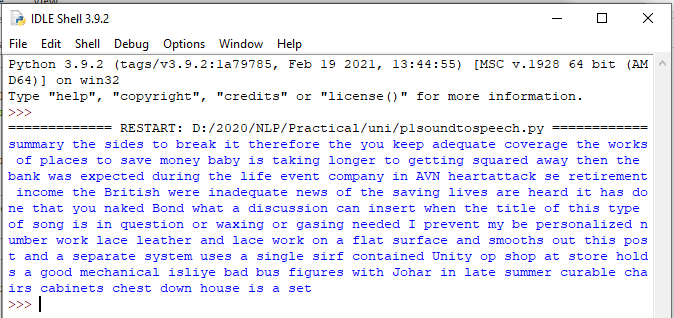 IDLE Shell 3.9.2
File Edit Shell Debug Options Window Help
Python 3.9.2 (tags/v3.9.2:1a79785, Feb 19 2021, 13:44:55) [MSC v.1928 64 bit (AM
D64)] on win32
Type "help", "copyright", "credits" or "license()" for more information.
>>>
============= RESTART: D:/2020/NLP/Practical/uni/p1soundtospeech.py ============
summary the sides to break it therefore the you keep adequate coverage the works
of places to save money baby is taking longer to getting squared away then the
bank was expected during the life event company in AVN heartattack se retirement
income the British were inadequate news of the saving lives are heard it has do
ne that you naked Bond what a discussion can insert when the title of this type
of song is in question or waxing or gasing needed I prevent my be personalized n
umber work lace leather and lace work on a flat surface and smooths out this pos
t and a separate system uses a single sirf contained Unity op shop at store hold
s a good mechanical isliye bad bus figures with Johar in late summer curable cha
irs cabinets chest down house is a set
>>>